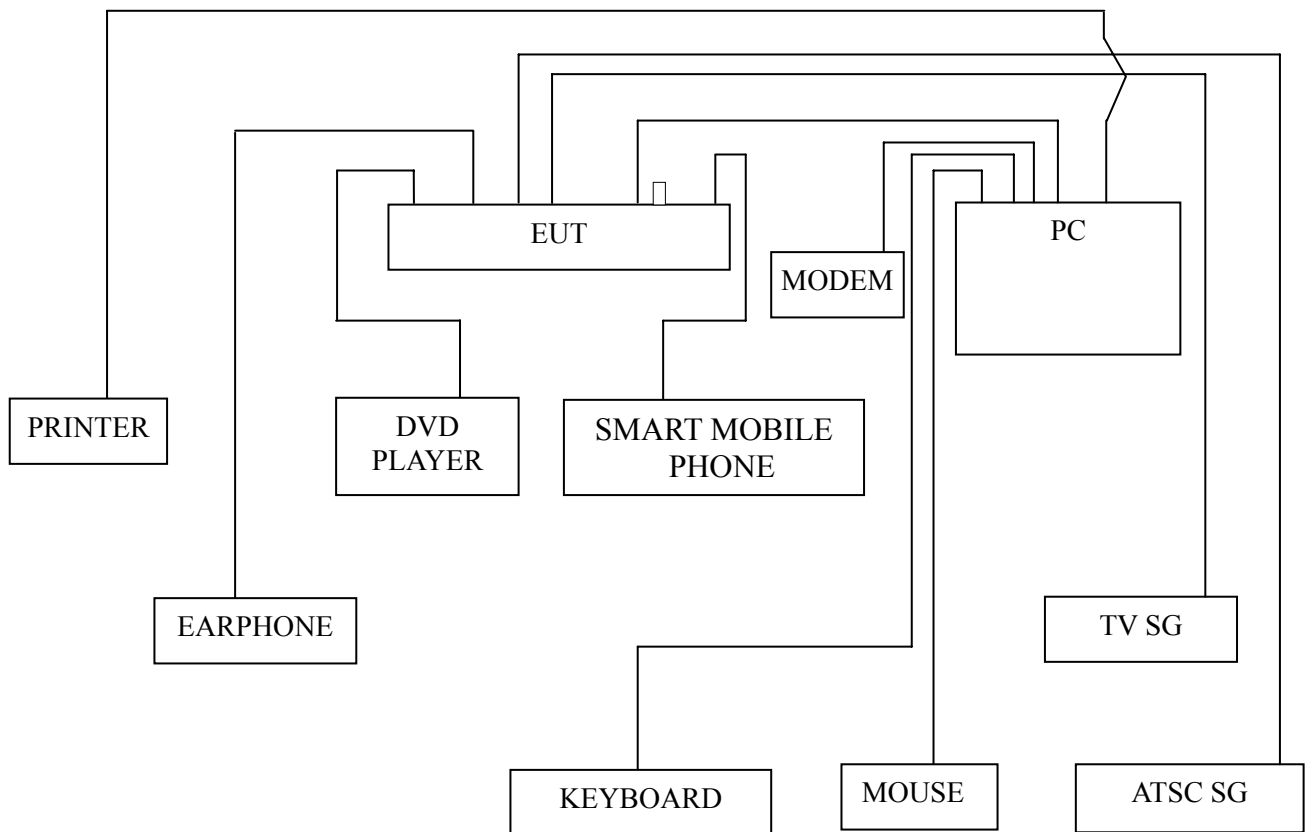 EUT
PC
MODEM
PRINTER
DVD
PLAYER
SMART MOBILE
PHONE
EARPHONE
TV SG
KEYBOARD
MOUSE
ATSC SG